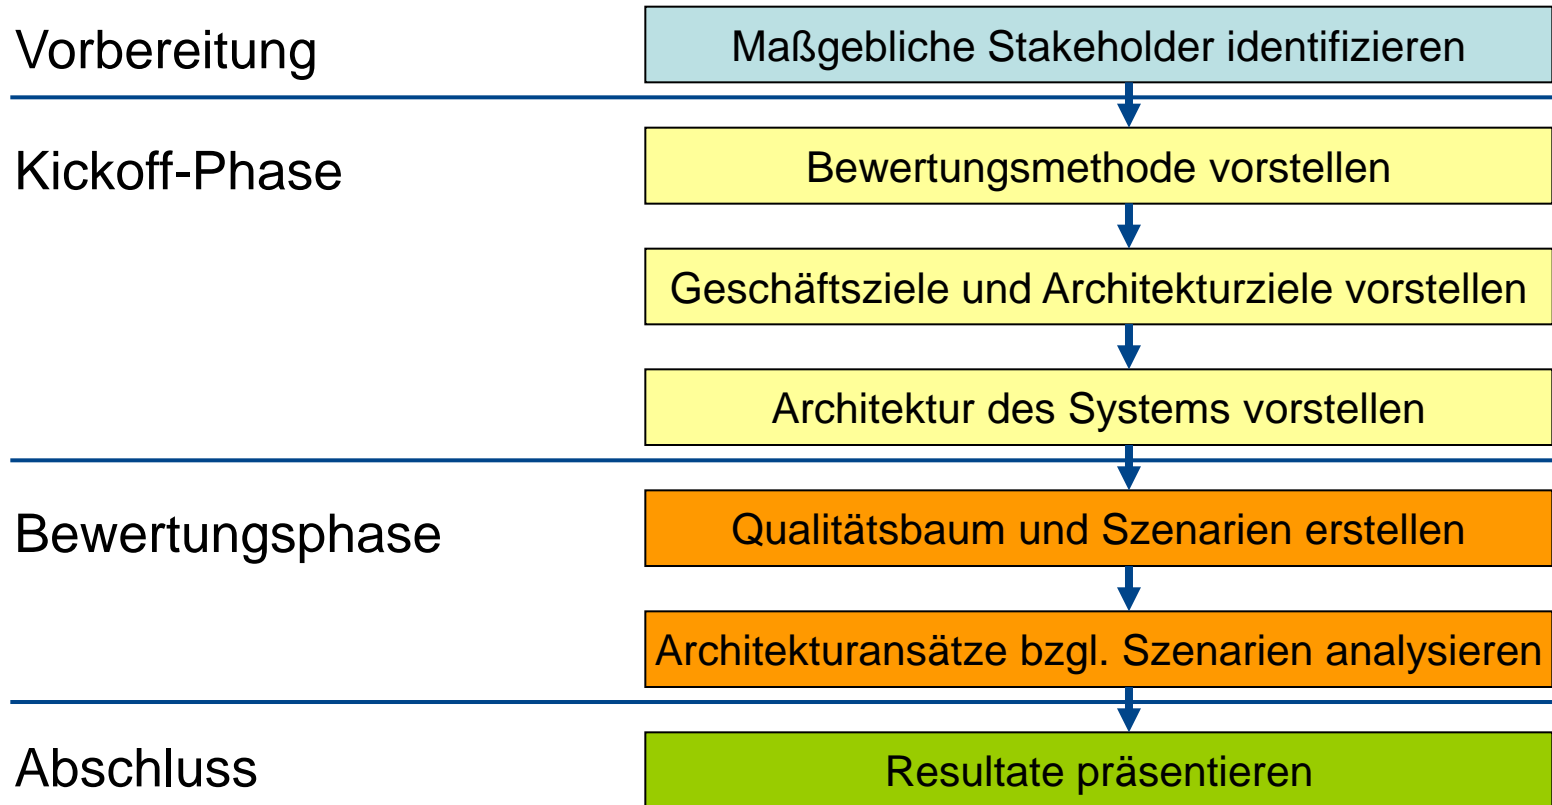 Vorbereitung
Maßgebliche Stakeholder identifizieren
Kickoff-Phase
Bewertungsmethode vorstellen
Geschäftsziele und Architekturziele vorstellen
Architektur des Systems vorstellen
Bewertungsphase
Qualitätsbaum und Szenarien erstellen
Architekturansätze bzgl. Szenarien analysieren
Abschluss
Resultate präsentieren